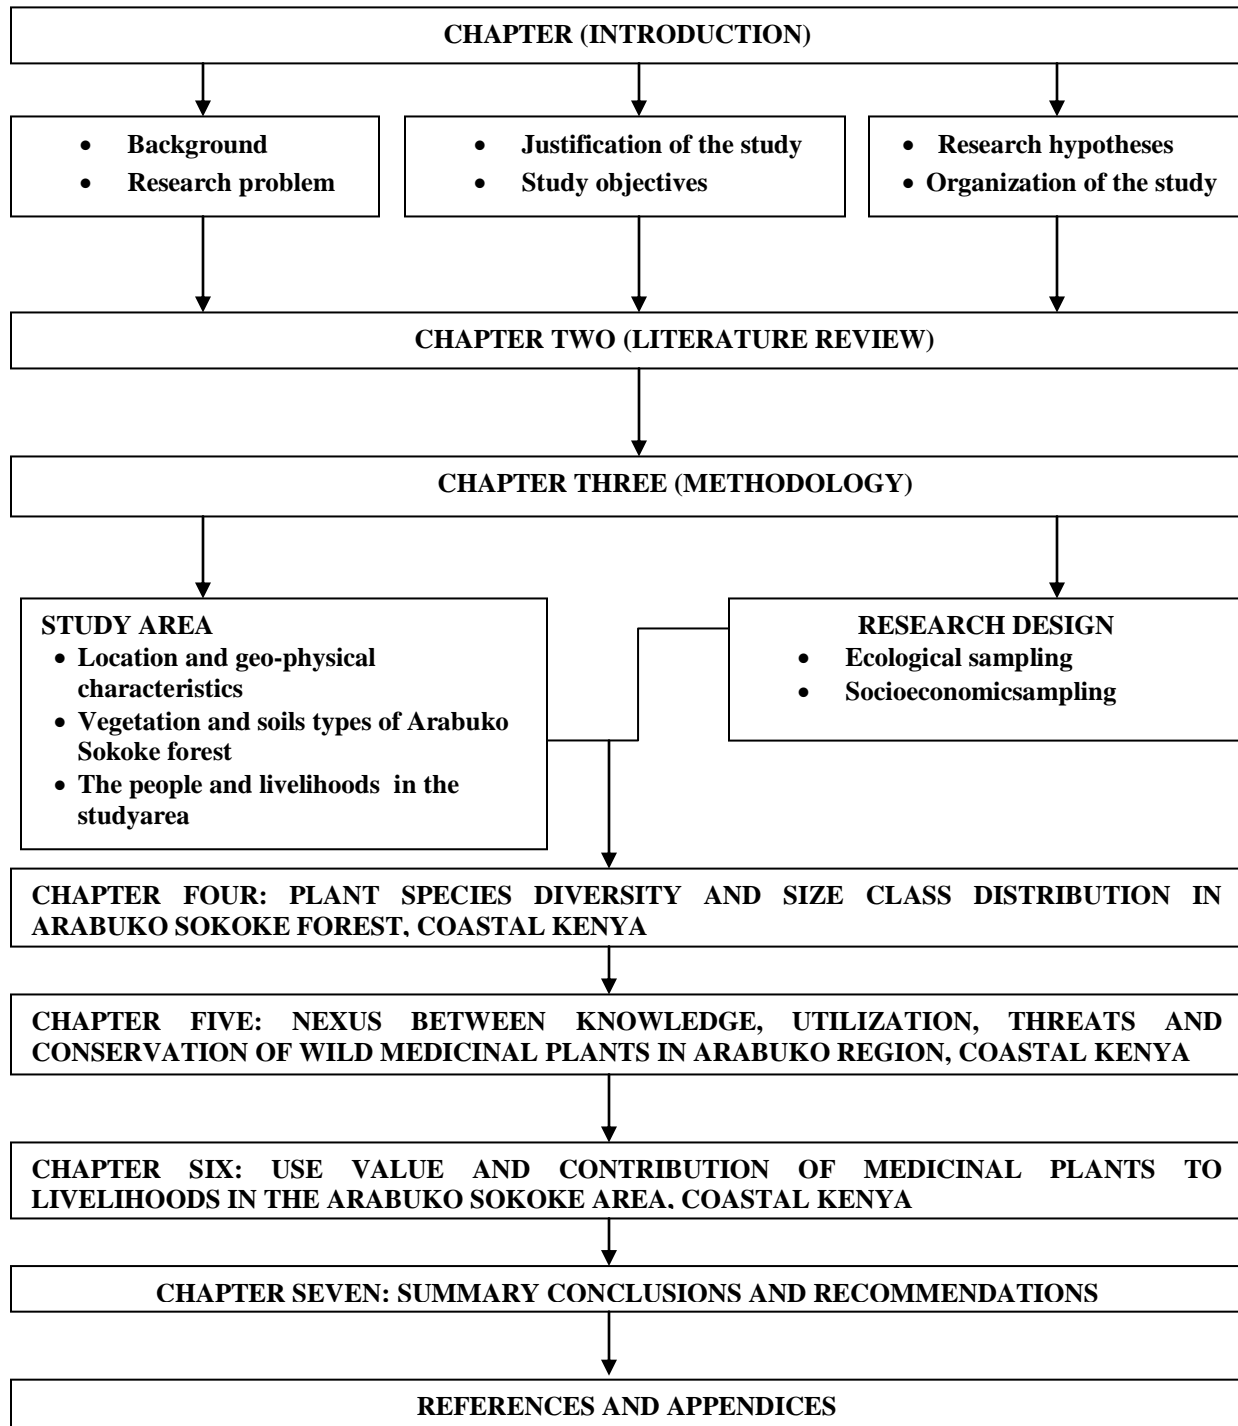 CHAPTER (INTRODUCTION)
• Background
• Research problem
• Justification of the study
• Study objectives
• Research hypotheses
• Organization of the study
CHAPTER TWO (LITERATURE REVIEW)
CHAPTER THREE (METHODOLOGY)
STUDY AREA
• Location and geo-physical
characteristics
• Vegetation and soils types of Arabuko
Sokoke forest
• The people and livelihoods in the
studyarea
RESEARCH DESIGN
• Ecological sampling
• Socioeconomicsampling
CHAPTER FOUR: PLANT SPECIES DIVERSITY AND SIZE CLASS DISTRIBUTION IN
ARABUKO SOKOKE FOREST, COASTAL KENYA
CHAPTER FIVE: NEXUS BETWEEN KNOWLEDGE, UTILIZATION, THREATS AND
CONSERVATION OF WILD MEDICINAL PLANTS IN ARABUKO REGION, COASTAL KENYA
CHAPTER SIX: USE VALUE AND CONTRIBUTION OF MEDICINAL PLANTS TO
LIVELIHOODS IN THE ARABUKO SOKOKE AREA, COASTAL KENYA
CHAPTER SEVEN: SUMMARY CONCLUSIONS AND RECOMMENDATIONS
REFERENCES AND APPENDICES